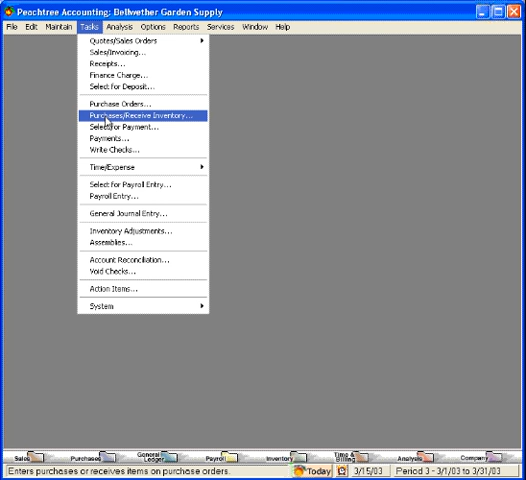 Peachtree Accounting: Bellwether Garden Supply
File Edit Maintain Tasks Analysis Options Reports Services Window Help
Quotes/Sales Orders
Sales/Invoicing...
Receipts...
Finance Charge...
Select for Deposit...
Purchase Orders...
Purchases/Receive Inventory...
Select for Payment...
Payments...
Write Checks...
Time/Expense
Select for Payroll Entry...
Payroll Entry...
General Journal Entry...
Inventory Adjustments...
Assemblies...
Account Reconciliation...
Void Checks...
Action Items...
System
Sales Purchases General Ledger Payroll Inventory Time & Billing Analysis Company
Enters purchases or receives items on purchase orders. Today 3/15/03 Period 3 - 3/1/03 to 3/31/03